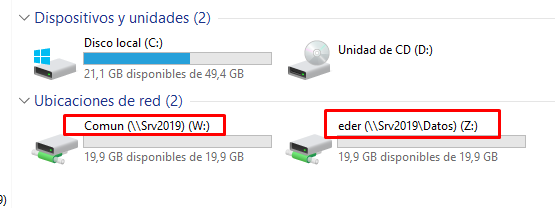 Dispositivos y unidades (2)
Disco local (C:)
21,1 GB disponibles de 49,4 GB
Unidad de CD (D:)
Ubicaciones de red (2)
Comun (\\Srv2019) (W:)
19,9 GB disponibles de 19,9 GB
eder (\\Srv2019\Datos) (Z:)
19,9 GB disponibles de 19,9 GB
9)